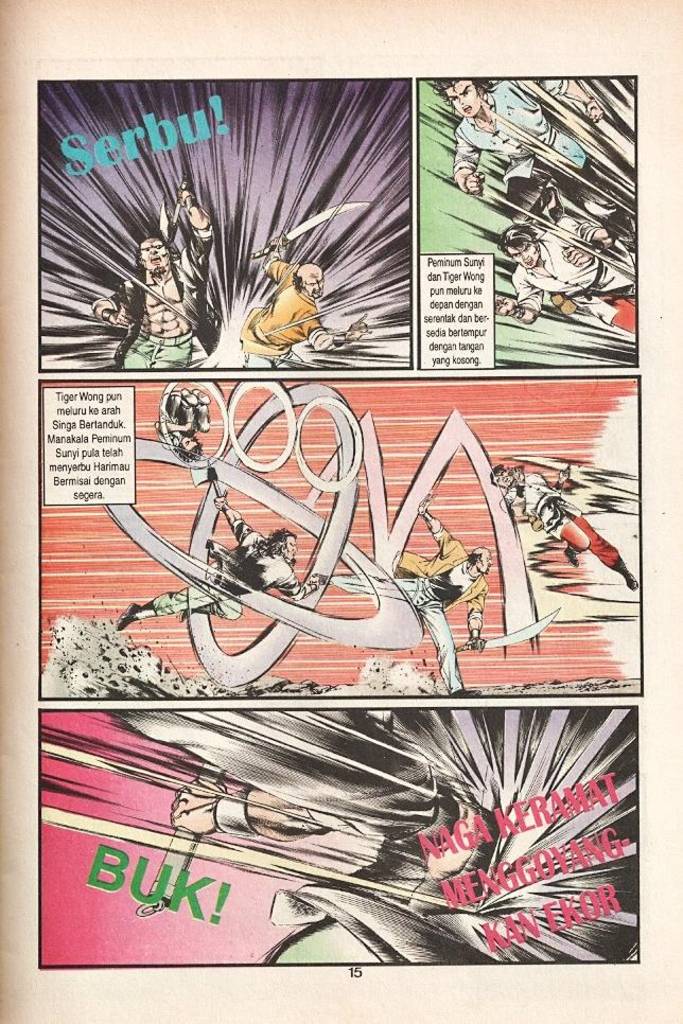 Serbu!
Peminum Sunyi
dan Tiger Wong
pun meluru ke
depan dengan
serentak dan ber-
sedia bertempur
dengan tangan
yang kosong.
Tiger Wong pun
meluru ke arah
Singa Bertanduk.
Manakala Peminum
Sunyi pula telah
menyerbu Harimau
Bermisai dengan
segera.
BUK!
NAGA KERAMAT
MENGGOYANG-
KAN EKOR
15